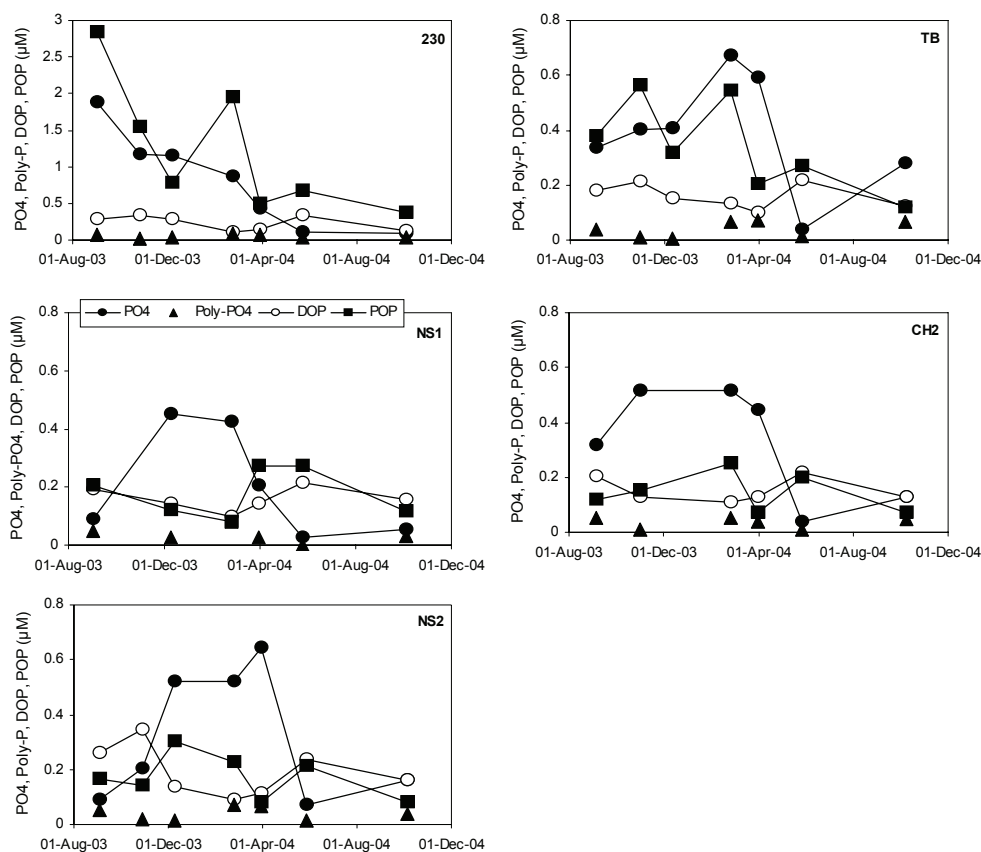 PO4, Poly-P, DOP, POP (µM)
230
3
2.5
2
1.5
1
0.5
0
01-Aug-03 01-Dec-03 01-Apr-04 01-Aug-04 01-Dec-04
PO4, Poly-P, DOP, POP (µM)
TB
0.8
0.6
0.4
0.2
0
01-Aug-03 01-Dec-03 01-Apr-04 01-Aug-04 01-Dec-04
PO4, Poly-PO4, DOP, POP (µM)
PO4 Poly-PO4 DOP POP
NS1
0.8
0.6
0.4
0.2
0
01-Aug-03 01-Dec-03 01-Apr-04 01-Aug-04 01-Dec-04
PO4, Poly-P, DOP, POP (µM)
CH2
0.8
0.6
0.4
0.2
0
01-Aug-03 01-Dec-03 01-Apr-04 01-Aug-04 01-Dec-04
PO4, Poly-P, DOP, POP (µM)
NS2
0.8
0.6
0.4
0.2
0
01-Aug-03 01-Dec-03 01-Apr-04 01-Aug-04 01-Dec-04